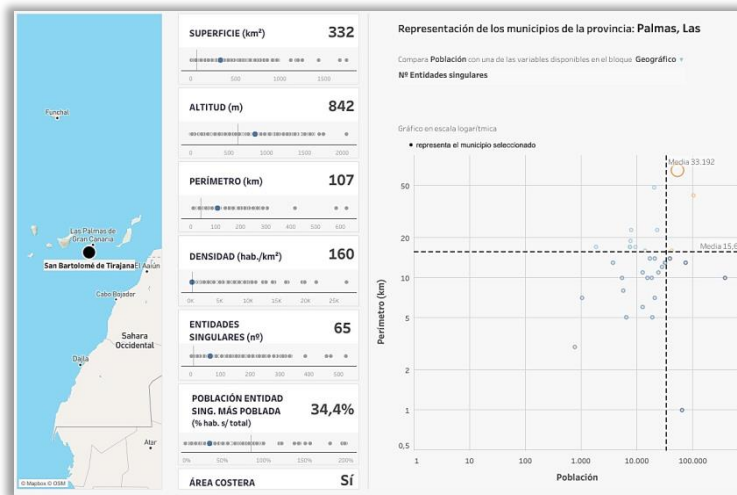 Funchal
Las Palmas de
Gran Canaria
San Bartolomé de Tirajana
El Aaiún
Cabo Bojador
Sahara
Occidental
Dajla
Atar
© Mapbox © OSM
SUPERFICIE (km²) 332
0 500 1000 1500
ALTITUD (m) 842
0 500 1000 1500 2000
PERÍMETRO (km) 107
0 100 200 300 400 500 600
DENSIDAD (hab./km²) 160
0K 5K 10K 15K 20K 25K
ENTIDADES
SINGULARES (nº) 65
0 100 200 300 400 500
POBLACIÓN ENTIDAD
SING. MÁS POBLADA 34,4%
(% hab. s/ total)
0% 50% 100% 150% 200%
ÁREA COSTERA Sí
Representación de los municipios de la provincia: Palmas, Las
Compara Población con una de las variables disponibles en el bloque Geográfico
Nº Entidades singulares
Gráfico en escala logarítmica
• representa el municipio seleccionado
Media 33.192
50
20
Media 15,6
10
5
2
1
0,5
Perímetro (km)
1 10 1.000 10.000 100.000
Población